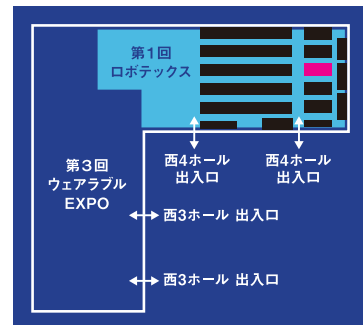 第1回
ロボテックス
第3回
ウェアラブル
EXPO
西4ホール
出入口
西4ホール
出入口
西3ホール 出入口
西3ホール 出入口